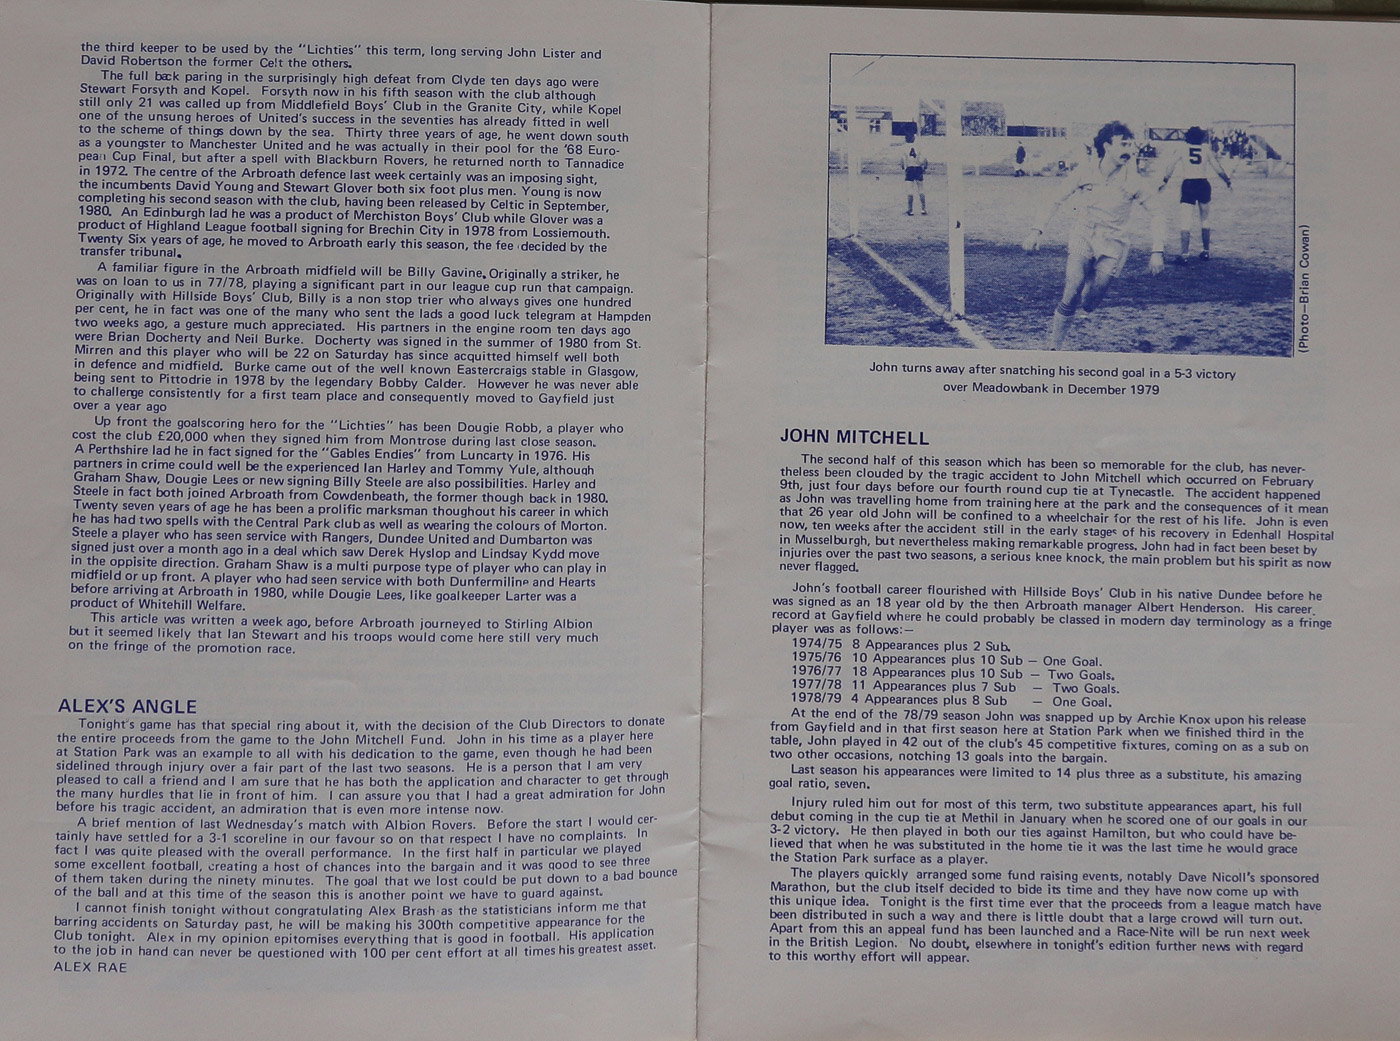 the third keeper to be used by the "Lichties" this term, long serving John Lister and
David Robertson the former Celt the others.
The full back paring in the surprisingly high defeat from Clyde ten days ago were
Stewart Forsyth and Kopel. Forsyth now in his fifth season with the club although
still only 21 was called up from Middlefield Boys' Club in the Granite City, while Kopel
one of the unsung heroes of United's success in the seventies has already fitted in well
to the scheme of things down by the sea. Thirty three years of age, he went down south
as a youngster to Manchester United and he was actually in their pool for the '68 Euro-
pean Cup Final, but after a spell with Blackburn Rovers, he returned north to Tannadice
in 1972. The centre of the Arbroath defence last week certainly was an imposing sight,
the incumbents David Young and Stewart Glover both six foot plus men. Young is now
completing his second season with the club, having been released by Celtic in September,
1980. An Edinburgh lad he was a product of Merchiston Boys' Club while Glover was a
product of Highland League football signing for Brechin City in 1978 from Lossiemouth.
Twenty Six years of age, he moved to Arbroath early this season, the fee decided by the
transfer tribunal.
A familiar figure in the Arbroath midfield will be Billy Gavine. Originally a striker, he
was on loan to us in 77/78, playing a significant part in our league cup run that campaign.
Originally with Hillside Boys' Club, Billy is a non stop trier who always gives one hundred
per cent, he in fact was one of the many who sent the lads a good luck telegram at Hampden
two weeks ago, a gesture much appreciated. His partners in the engine room ten days ago
were Brian Docherty and Neil Burke. Docherty was signed in the summer of 1980 from St.
Mirren and this player who will be 22 on Saturday has since acquitted himself well both
in defence and midfield. Burke came out of the well known Eastercraigs stable in Glasgow,
being sent to Pittodrie in 1978 by the legendary Bobby Calder. However he was never able
to challenge consistently for a first team place and consequently moved to Gayfield just
over a year ago
Up front the goalscoring hero for the "Lichties" has been Dougie Robb, a player who
cost the club £20,000 when they signed him from Montrose during last close season.
A Perthshire lad he in fact signed for the "Gables Endies" from Luncarty in 1976. His
partners in crime could well be the experienced Ian Harley and Tommy Yule, although
Graham Shaw, Dougie Lees or new signing Billy Steele are also possibilities. Harley and
Steele in fact both joined Arbroath from Cowdenbeath, the former though back in 1980.
Twenty seven years of age he has been a prolific marksman thoughout his career in which
he has had two spells with the Central Park club as well as wearing the colours of Morton.
Steele a player who has seen service with Rangers, Dundee United and Dumbarton was
signed just over a month ago in a deal which saw Derek Hyslop and Lindsay Kydd move
in the oppisite direction. Graham Shaw is a multi purpose type of player who can play in
midfield or up front. A player who had seen service with both Dunfermline and Hearts
before arriving at Arbroath in 1980, while Dougie Lees, like goalkeeper Larter was a
product of Whitehill Welfare.
This article was written a week ago, before Arbroath journeyed to Stirling Albion
but it seemed likely that Ian Stewart and his troops would come here still very much
on the fringe of the promotion race.
ALEX'S ANGLE
Tonight's game has that special ring about it, with the decision of the Club Directors to donate
the entire proceeds from the game to the John Mitchell Fund. John in his time as a player here
at Station Park was an example to all with his dedication to the game, even though he had been
sidelined through injury over a fair part of the last two seasons. He is a person that I am very
pleased to call a friend and I am sure that he has both the application and character to get through
the many hurdles that lie in front of him. I can assure you that I had a great admiration for John
before his tragic accident, an admiration that is even more intense now.
A brief mention of last Wednesday's match with Albion Rovers. Before the start I would cer-
tainly have settled for a 3-1 scoreline in our favour so on that respect I have no complaints. In
fact I was quite pleased with the overall performance. In the first half in particular we played
some excellent football, creating a host of chances into the bargain and it was good to see three
of them taken during the ninety minutes. The goal that we lost could be put down to a bad bounce
of the ball and at this time of the season this is another point we have to guard against.
I cannot finish tonight without congratulating Alex Brash as the statisticians inform me that
barring accidents on Saturday past, he will be making his 300th competitive appearance for the
Club tonight. Alex in my opinion epitomises everything that is good in football. His application
to the job in hand can never be questioned with 100 per cent effort at all times his greatest asset.
ALEX RAE
4
5
(Photo—Brian Cowan)
John turns away after snatching his second goal in a 5-3 victory
over Meadowbank in December 1979
JOHN MITCHELL
The second half of this season which has been so memorable for the club, has never-
theless been clouded by the tragic accident to John Mitchell which occurred on February
9th, just four days before our fourth round cup tie at Tynecastle. The accident happened
as John was travelling home from training here at the park and the consequences of it mean
that 26 year old John will be confined to a wheelchair for the rest of his life. John is even
now, ten weeks after the accident still in the early stages of his recovery in Edenhall Hospital
in Musselburgh, but nevertheless making remarkable progress. John had in fact been beset by
injuries over the past two seasons, a serious knee knock, the main problem but his spirit as now
never flagged.
John's football career flourished with Hillside Boys' Club in his native Dundee before he
was signed as an 18 year old by the then Arbroath manager Albert Henderson. His career
record at Gayfield where he could probably be classed in modern day terminology as a fringe
player was as follows:—
1974/75 8 Appearances plus 2 Sub.
1975/76 10 Appearances plus 10 Sub — One Goal.
1976/77 18 Appearances plus 10 Sub — Two Goals.
1977/78 11 Appearances plus 7 Sub — Two Goals.
1978/79 4 Appearances plus 8 Sub — One Goal.
At the end of the 78/79 season John was snapped up by Archie Knox upon his release
from Gayfield and in that first season here at Station Park when we finished third in the
table, John played in 42 out of the club's 45 competitive fixtures, coming on as a sub on
two other occasions, notching 13 goals into the bargain.
Last season his appearances were limited to 14 plus three as a substitute, his amazing
goal ratio, seven.
Injury ruled him out for most of this term, two substitute appearances apart, his full
debut coming in the cup tie at Methil in January when he scored one of our goals in our
3-2 victory. He then played in both our ties against Hamilton, but who could have be-
lieved that when he was substituted in the home tie it was the last time he would grace
the Station Park surface as a player.
The players quickly arranged some fund raising events, notably Dave Nicoll's sponsored
Marathon, but the club itself decided to bide its time and they have now come up with
this unique idea. Tonight is the first time ever that the proceeds from a league match have
been distributed in such a way and there is little doubt that a large crowd will turn out.
Apart from this an appeal fund has been launched and a Race-Nite will be run next week
in the British Legion. No doubt, elsewhere in tonight's edition further news with regard
to this worthy effort will appear.